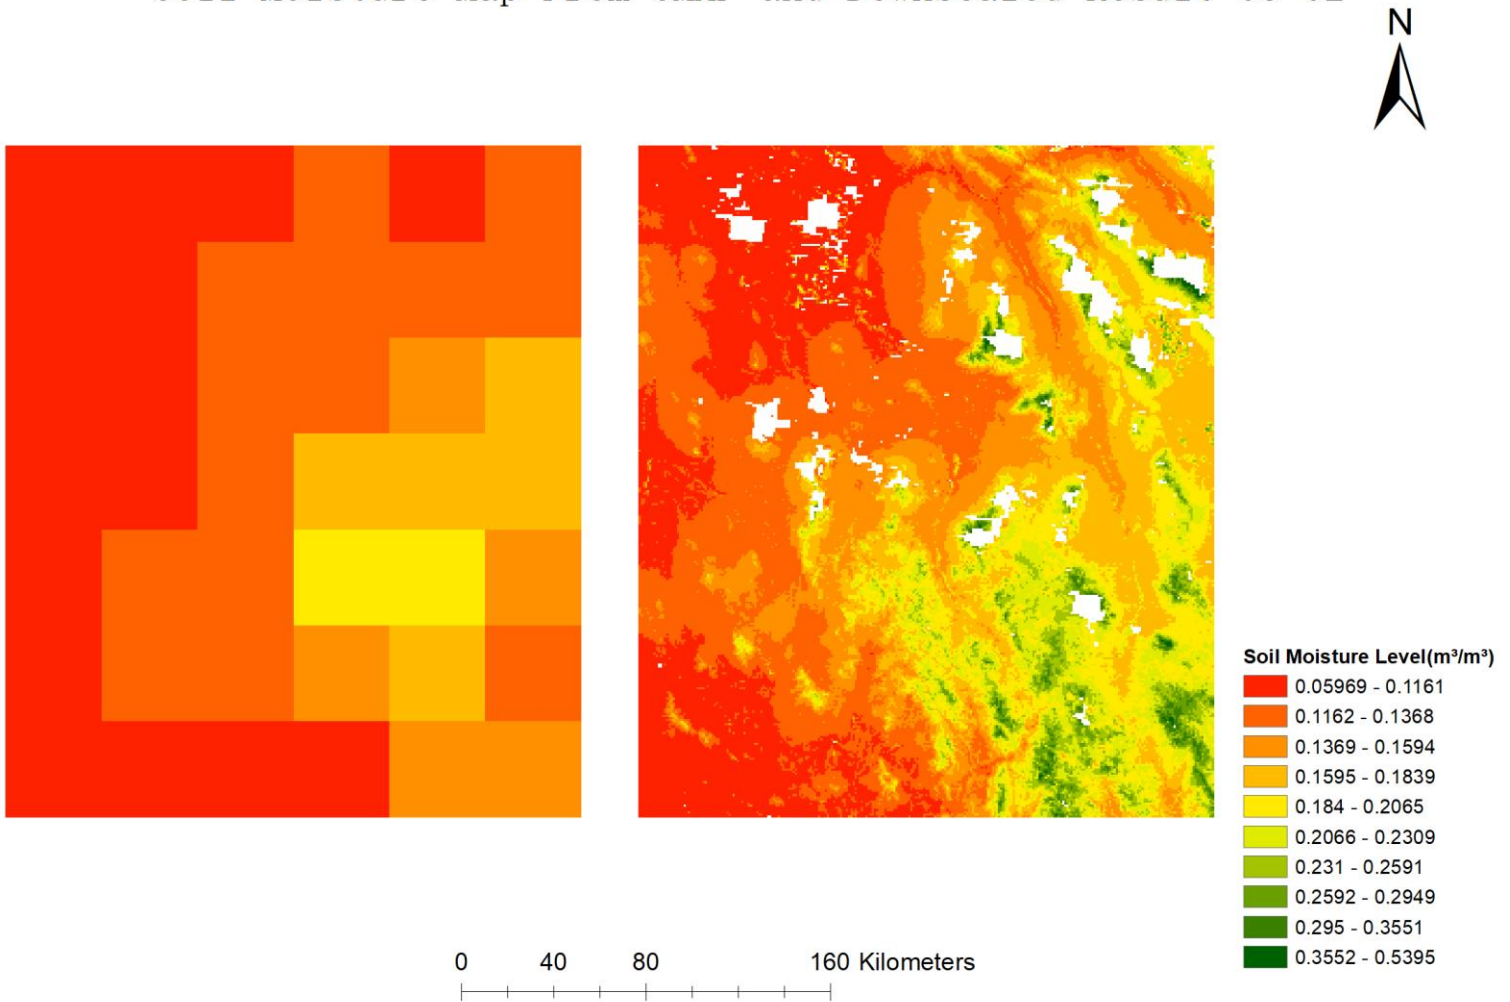 N
Soil Moisture Level(m³/m³)
0.05969 - 0.1161
0.1162 - 0.1368
0.1369 - 0.1594
0.1595 - 0.1839
0.184 - 0.2065
0.2066 - 0.2309
0.231 - 0.2591
0.2592 - 0.2949
0.295 - 0.3551
0.3552 - 0.5395
0 40 80 160 Kilometers